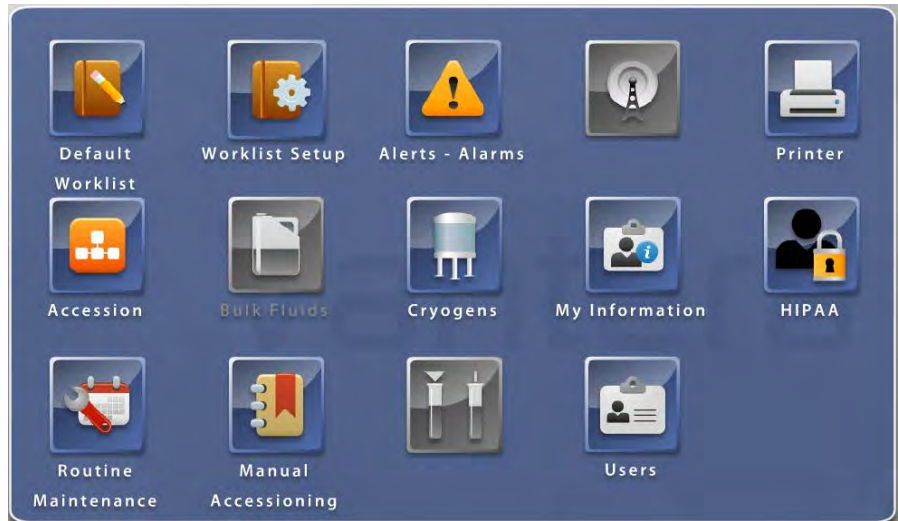 Default
Worklist
Worklist Setup
Alerts - Alarms
Printer
Accession
Bulk Fluids
Cryogens
My Information
HIPAA
Routine
Maintenance
Manual
Accessioning
Users